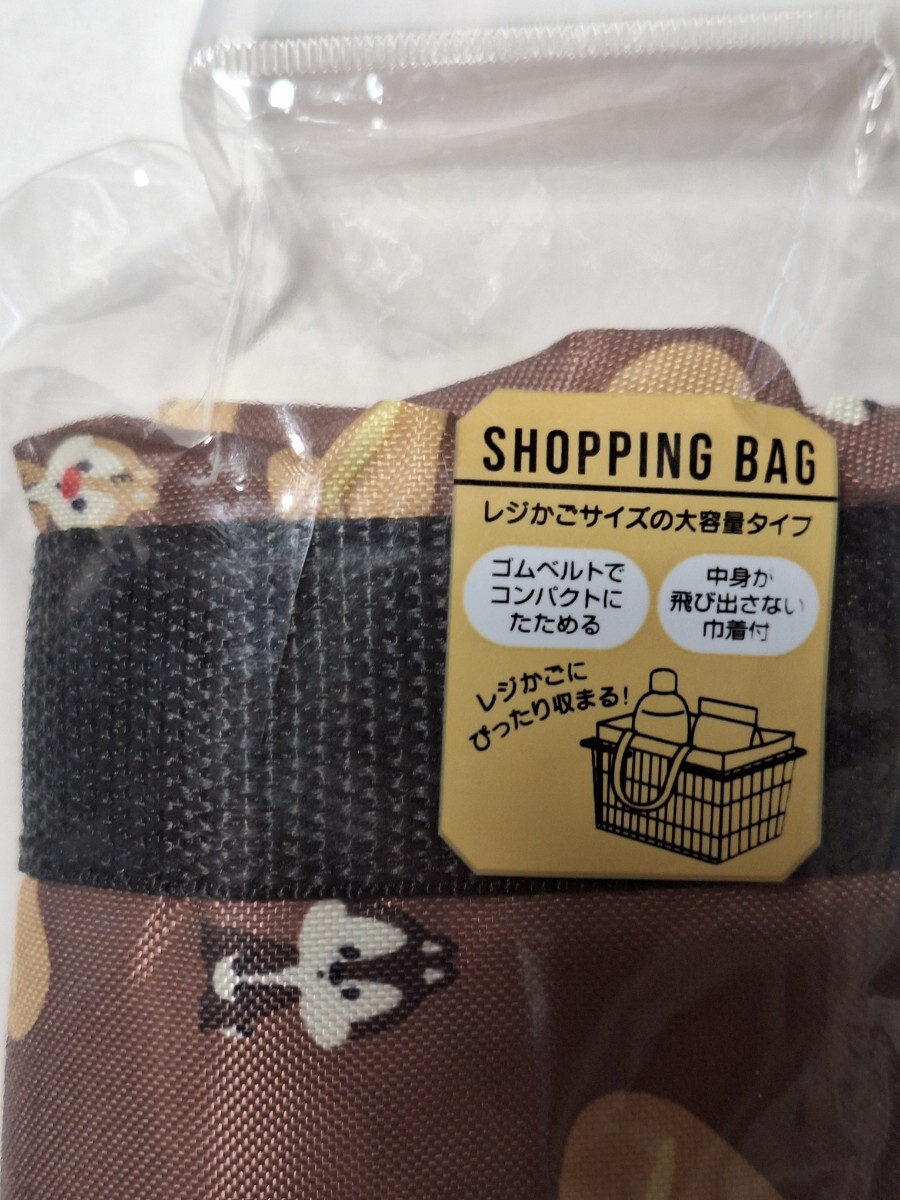 SHOPPING BAG
レジかごサイズの大容量タイプ
ゴムベルトで
コンパクトに
たためる
中身が
飛び出さない
巾着付
レジかごに
ぴったり収まる!